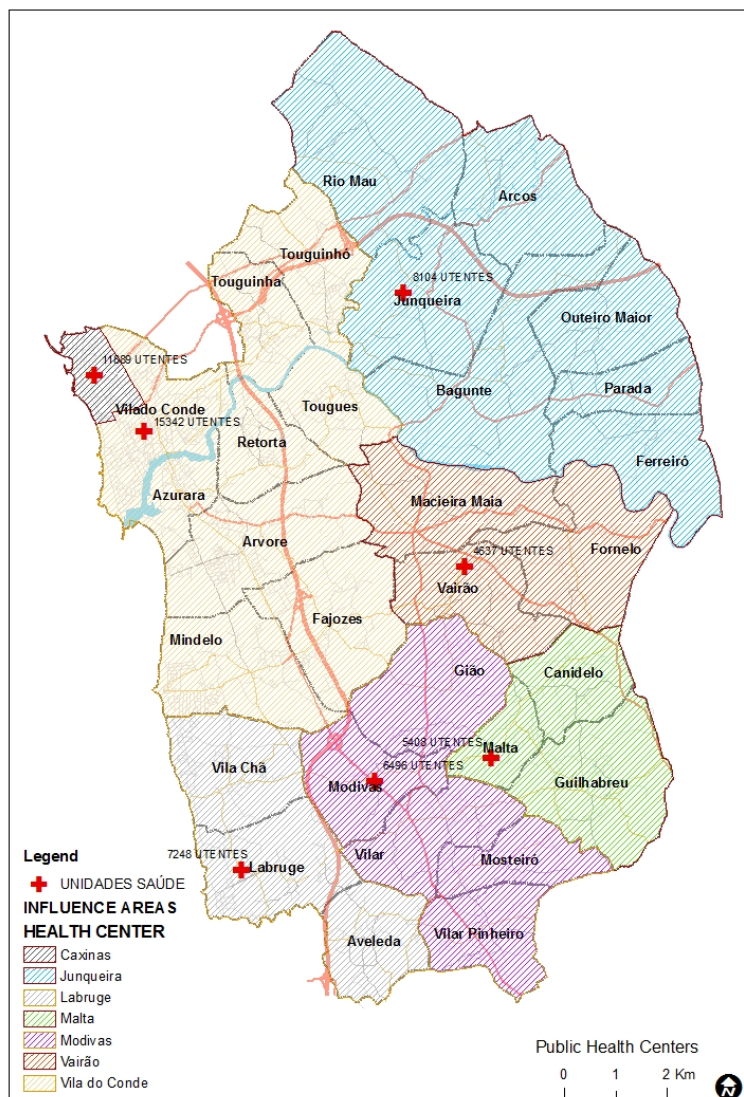 Rio Mau
Arcos
Touguinhó
Touguinha
8104 UTENTES
Junqueira
Outeiro Maior
11889 UTENTES
Parada
Bagunte
Vilado Conde
15342 UTENTES
Tougues
Retorta
Ferreiró
Azurara
Macieira Maia
Arvore
4637 UTENTES
Fornelo
Vairão
Fajozes
Mindelo
Gião
Canidelo
5408 UTENTES
Malta
Vila Chã
6496 UTENTES
Modivas
Guilhabreu
7248 UTENTES
Vilar
Mosteiró
Labruge
Aveleda
Vilar Pinheiro
Legend
UNIDADES SAÚDE
INFLUENCE AREAS
HEALTH CENTER
Caxinas
Junqueira
Labruge
Malta
Modivas
Vairão
Vila do Conde
Public Health Centers
0 1 2 Km
N